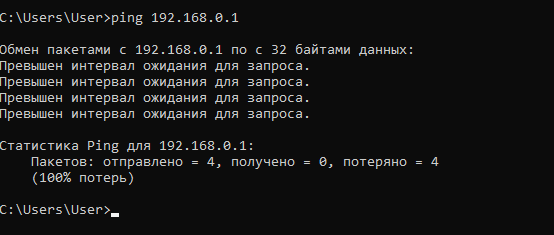 C:\Users\User>ping 192.168.0.1
Обмен пакетами с 192.168.0.1 по с 32 байтами данных:
Превышен интервал ожидания для запроса.
Превышен интервал ожидания для запроса.
Превышен интервал ожидания для запроса.
Превышен интервал ожидания для запроса.
Статистика Ping для 192.168.0.1:
Пакетов: отправлено = 4, получено = 0, потеряно = 4
(100% потерь)
C:\Users\User>